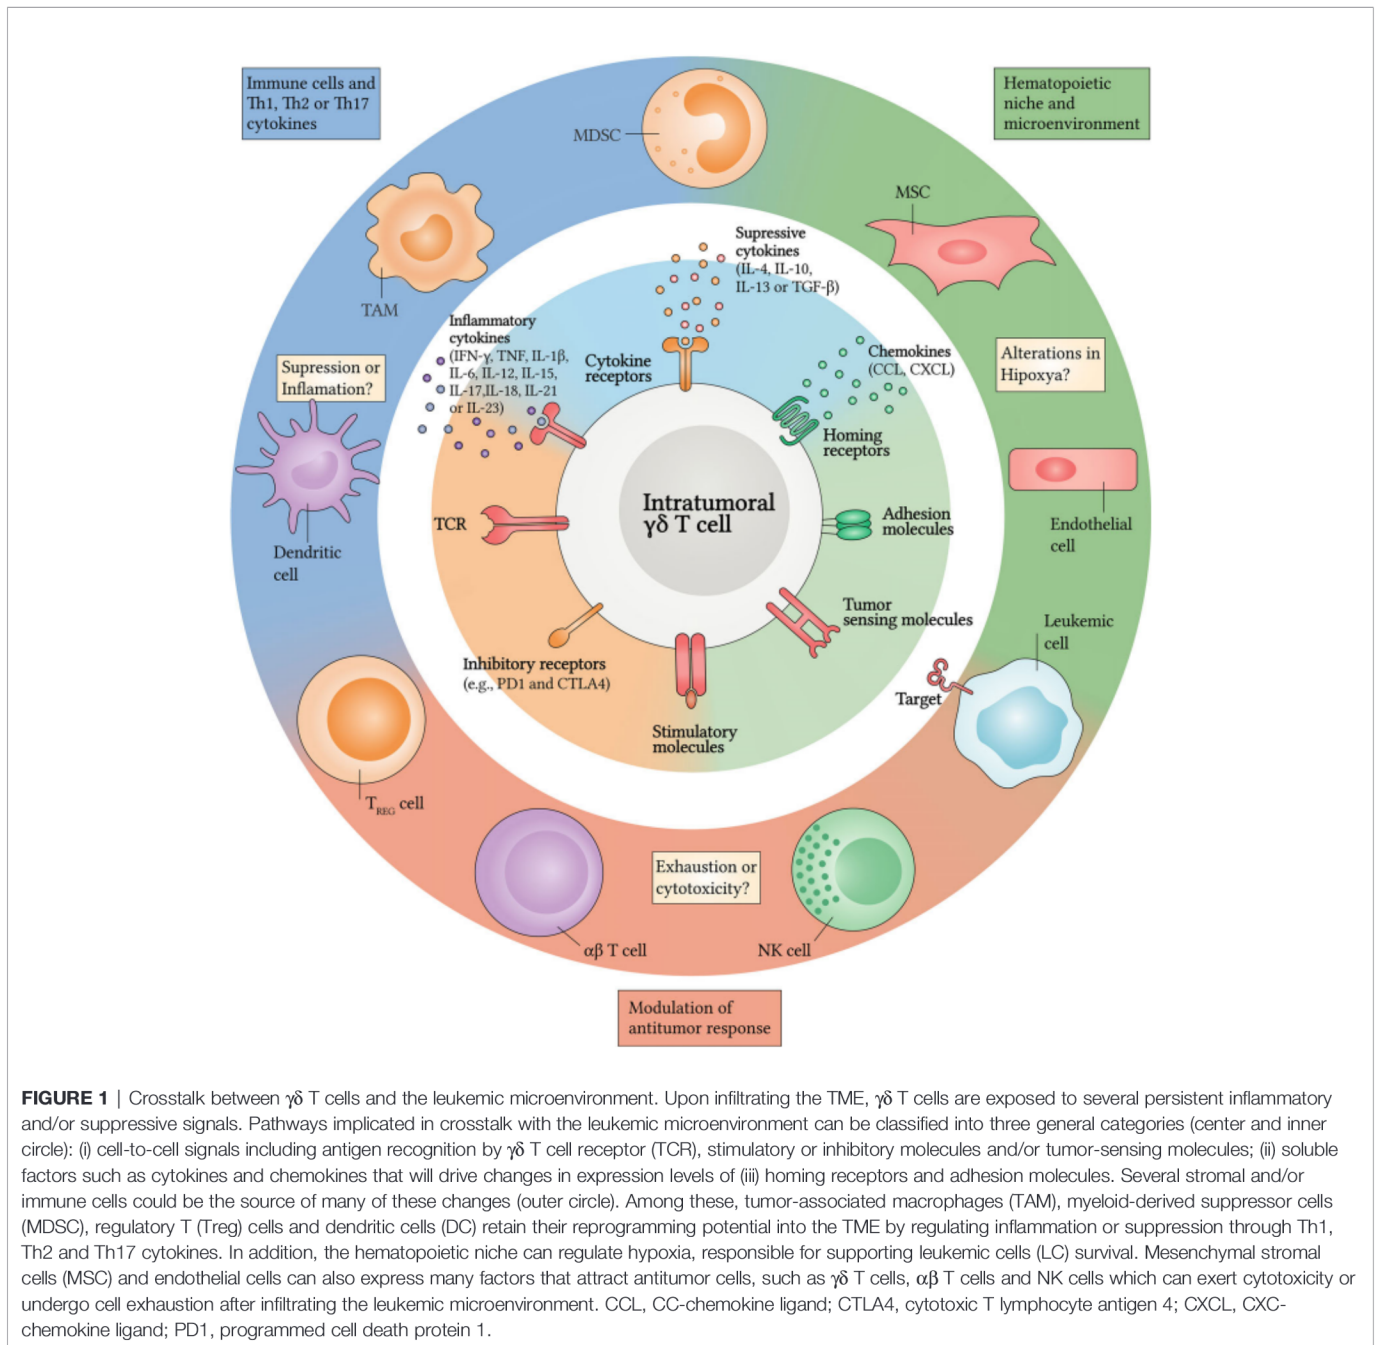 Immune cells and
Th1, Th2 or Th17
cytokines
Hematopoietic
niche and
microenvironment
MDSC
MSC
TAM
Supressive
cytokines
(IL-4, IL-10,
IL-13 or TGF-β)
Inflammatory
cytokines
(IFN-γ, TNF, IL-1β,
IL-6, IL-12, IL-15,
IL-17,IL-18, IL-21
or IL-23)
Cytokine
receptors
Chemokines
(CCL, CXCL)
Supression or
Inflamation?
Alterations in
Hipoxya?
Homing
receptors
Intratumoral
γδ T cell
TCR
Adhesion
molecules
Dendritic
cell
Endothelial
cell
Tumor
sensing molecules
Leukemic
cell
Inhibitory receptors
(e.g., PD1 and CTLA4)
Target
Stimulatory
molecules
TREG cell
Exhaustion or
cytotoxicity?
αβ T cell
NK cell
Modulation of
antitumor response
FIGURE 1 | Crosstalk between γδ T cells and the leukemic microenvironment. Upon infiltrating the TME, γδ T cells are exposed to several persistent inflammatory
and/or suppressive signals. Pathways implicated in crosstalk with the leukemic microenvironment can be classified into three general categories (center and inner
circle): (i) cell-to-cell signals including antigen recognition by γδ T cell receptor (TCR), stimulatory or inhibitory molecules and/or tumor-sensing molecules; (ii) soluble
factors such as cytokines and chemokines that will drive changes in expression levels of (iii) homing receptors and adhesion molecules. Several stromal and/or
immune cells could be the source of many of these changes (outer circle). Among these, tumor-associated macrophages (TAM), myeloid-derived suppressor cells
(MDSC), regulatory T (Treg) cells and dendritic cells (DC) retain their reprogramming potential into the TME by regulating inflammation or suppression through Th1,
Th2 and Th17 cytokines. In addition, the hematopoietic niche can regulate hypoxia, responsible for supporting leukemic cells (LC) survival. Mesenchymal stromal
cells (MSC) and endothelial cells can also express many factors that attract antitumor cells, such as γδ T cells, αβ T cells and NK cells which can exert cytotoxicity or
undergo cell exhaustion after infiltrating the leukemic microenvironment. CCL, CC-chemokine ligand; CTLA4, cytotoxic T lymphocyte antigen 4; CXCL, CXC-
chemokine ligand; PD1, programmed cell death protein 1.